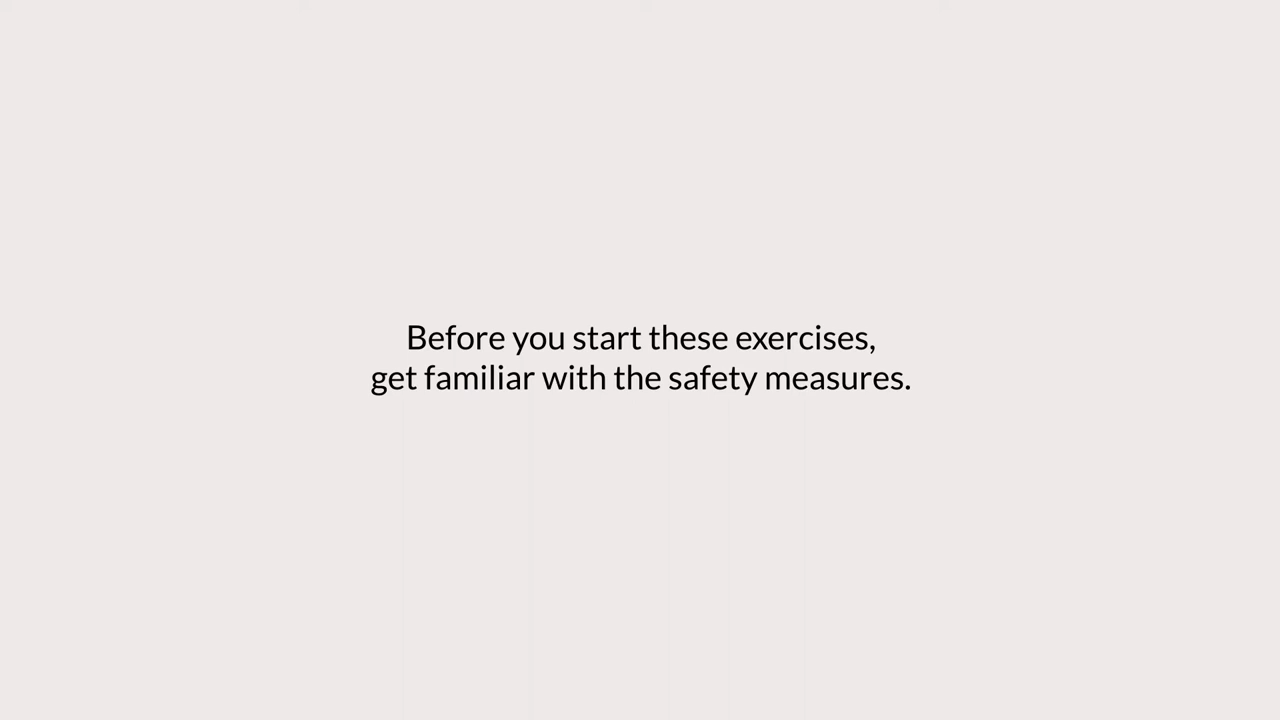 Before you start these exercises,
get familiar with the safety measures.